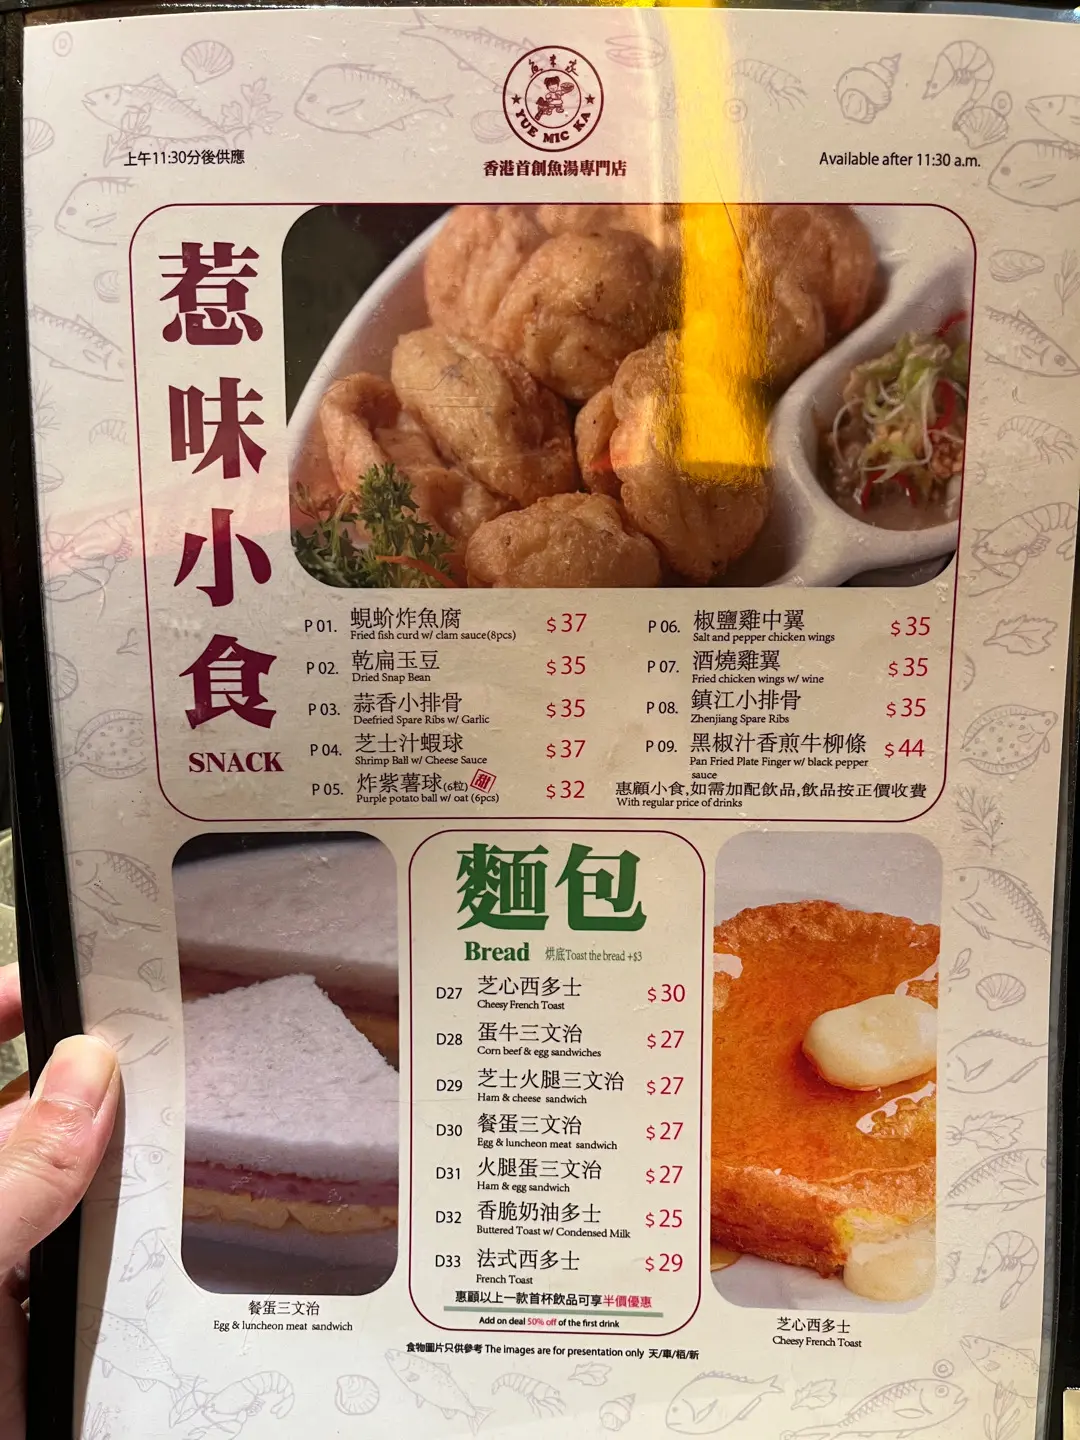 魚米家
YUE MIC KA
香港首創魚湯專門店
上午11:30分後供應
Available after 11:30 a.m.
惹味小食
SNACK
P 01. 蜆蚧炸魚腐 $37
Fried fish curd w/ clam sauce(8pcs)
P 02. 乾扁玉豆 $35
Dried Snap Bean
P 03. 蒜香小排骨 $35
Deefried Spare Ribs w/ Garlic
P 04. 芝士汁蝦球 $37
Shrimp Ball w/ Cheese Sauce
P 05. 炸紫薯球(6粒) 甜 $32
Purple potato ball w/ oat (6pcs)
P 06. 椒鹽雞中翼 $35
Salt and pepper chicken wings
P 07. 酒燒雞翼 $35
Fried chicken wings w/ wine
P 08. 鎮江小排骨 $35
Zhenjiang Spare Ribs
P 09. 黑椒汁香煎牛柳條 $44
Pan Fried Plate Finger w/ black pepper
sauce
惠顧小食,如需加配飲品,飲品按正價收費
With regular price of drinks
麵包
Bread 烘底Toast the bread +$3
D27 芝心西多士 $30
Cheesy French Toast
D28 蛋牛三文治 $27
Corn beef & egg sandwiches
D29 芝士火腿三文治 $27
Ham & cheese sandwich
D30 餐蛋三文治 $27
Egg & luncheon meat sandwich
D31 火腿蛋三文治 $27
Ham & egg sandwich
D32 香脆奶油多士 $25
Buttered Toast w/ Condensed Milk
D33 法式西多士 $29
French Toast
惠顧以上一款首杯飲品可享半價優惠
Add on deal 50% off of the first drink
餐蛋三文治
Egg & luncheon meat sandwich
芝心西多士
Cheesy French Toast
食物圖片只供參考 The images are for presentation only 天/車/栢/新